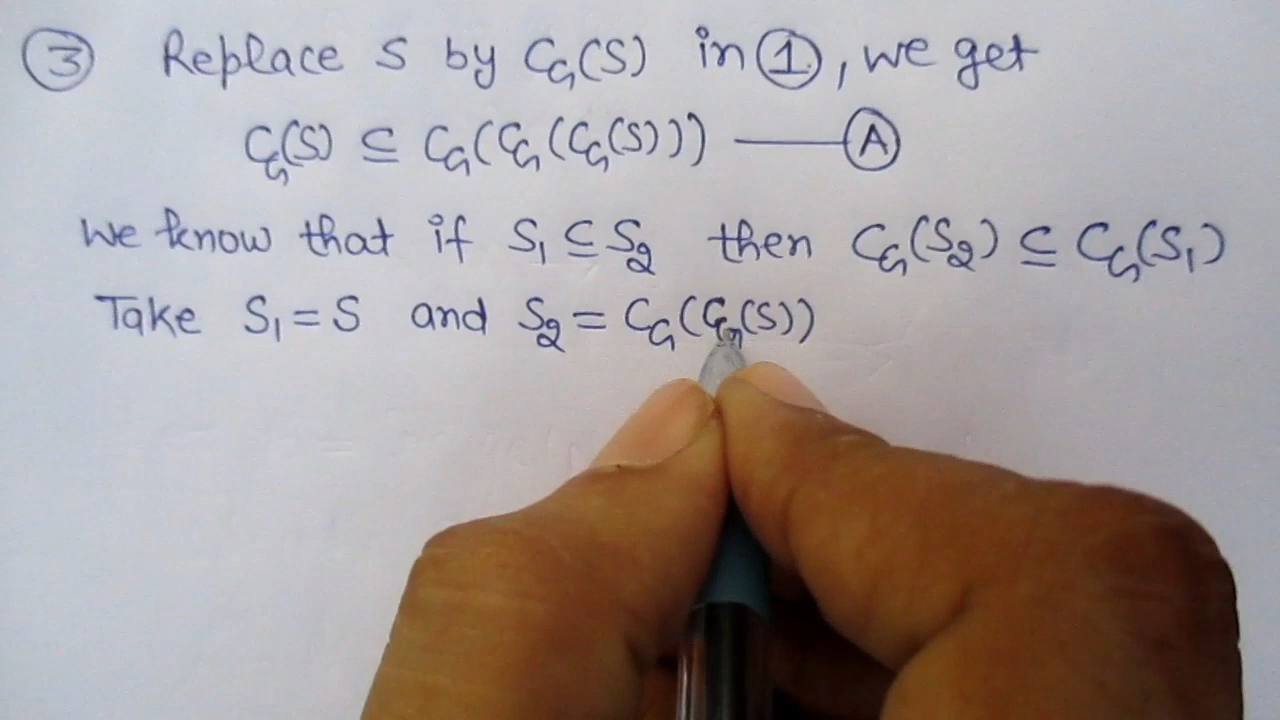 ③ Replace S by C_G(S) in ①, we get
C_G(S) ⊆ C_G(C_G(C_G(S))) —— Ⓐ
We know that if S₁ ⊆ S₂ then C_G(S₂) ⊆ C_G(S₁)
Take S₁ = S and S₂ = C_G(C_G(S))